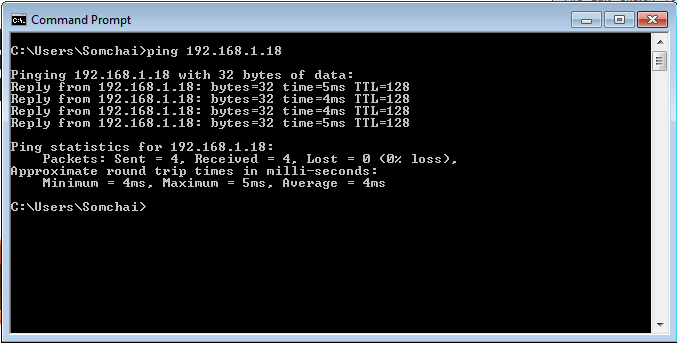 Command Prompt
C:\Users\Somchai>ping 192.168.1.18
Pinging 192.168.1.18 with 32 bytes of data:
Reply from 192.168.1.18: bytes=32 time=5ms TTL=128
Reply from 192.168.1.18: bytes=32 time=4ms TTL=128
Reply from 192.168.1.18: bytes=32 time=4ms TTL=128
Reply from 192.168.1.18: bytes=32 time=5ms TTL=128
Ping statistics for 192.168.1.18:
    Packets: Sent = 4, Received = 4, Lost = 0 (0% loss),
Approximate round trip times in milli-seconds:
    Minimum = 4ms, Maximum = 5ms, Average = 4ms
C:\Users\Somchai>